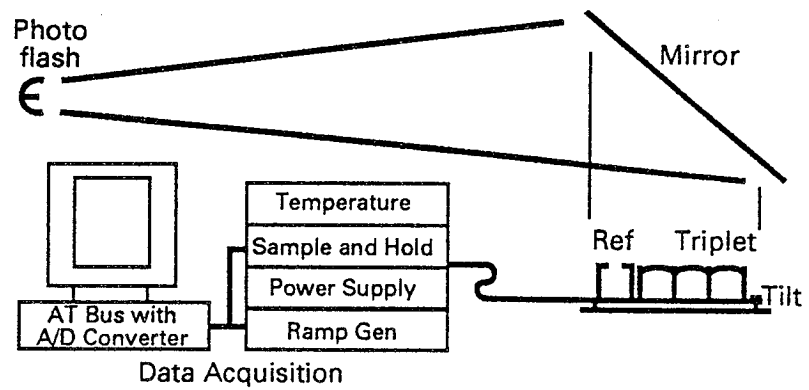 Photo
flash
Mirror
Temperature
Ref Triplet
Sample and Hold
Power Supply
Tilt
AT Bus with
A/D Converter
Ramp Gen
Data Acquisition